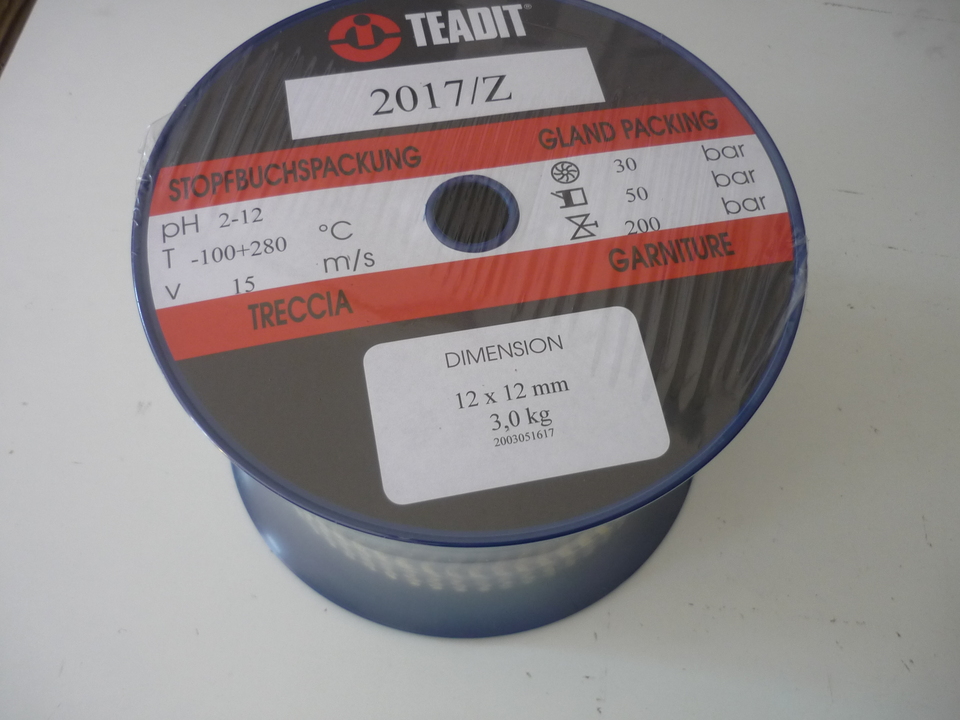 TEADIT®
2017/Z
STOPFBUCHSPACKUNG GLAND PACKING
pH 2-12
T -100+280 °C
v 15 m/s
30 bar
50 bar
200 bar
TRECCIA GARNITURE
DIMENSION
12 x 12 mm
3,0 kg
2003051617